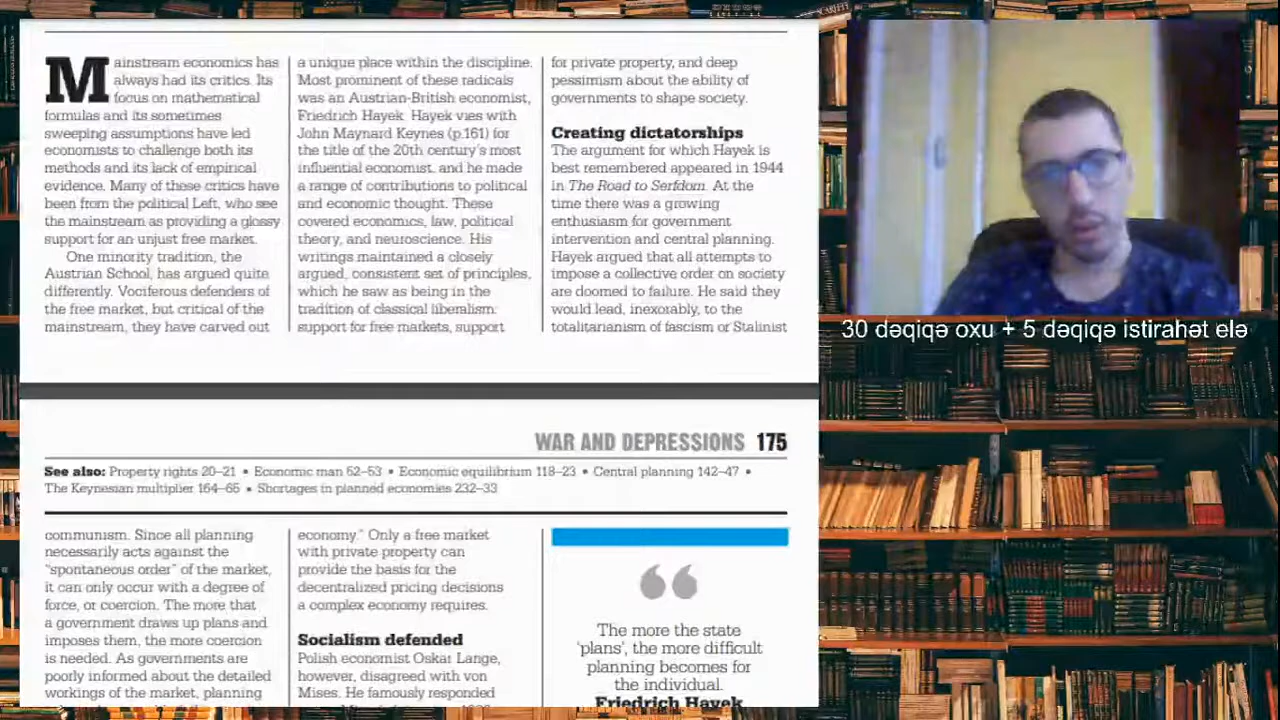 Mainstream economics has
always had its critics. Its
focus on mathematical
formulas and its sometimes
sweeping assumptions have led
economists to challenge both its
methods and its lack of empirical
evidence. Many of these critics have
been from the political Left, who see
the mainstream as providing a glossy
support for an unjust free market.
One minority tradition, the
Austrian School, has argued quite
differently. Vociferous defenders of
the free market, but critical of the
mainstream, they have carved out
a unique place within the discipline.
Most prominent of these radicals
was an Austrian-British economist,
Friedrich Hayek. Hayek vies with
John Maynard Keynes (p.161) for
the title of the 20th century's most
influential economist, and he made
a range of contributions to political
and economic thought. These
covered economics, law, political
theory, and neuroscience. His
writings maintained a closely
argued, consistent set of principles,
which he saw as being in the
tradition of classical liberalism:
support for free markets, support
for private property, and deep
pessimism about the ability of
governments to shape society.
Creating dictatorships
The argument for which Hayek is
best remembered appeared in 1944
in The Road to Serfdom. At the
time there was a growing
enthusiasm for government
intervention and central planning.
Hayek argued that all attempts to
impose a collective order on society
are doomed to failure. He said they
would lead, inexorably, to the
totalitarianism of fascism or Stalinist
30 dəqiqə oxu + 5 dəqiqə istirahət elə
WAR AND DEPRESSIONS 175
See also: Property rights 20–21 ▪ Economic man 52–53 ▪ Economic equilibrium 118–23 ▪ Central planning 142–47 ▪
The Keynesian multiplier 164–65 ▪ Shortages in planned economies 232–33
communism. Since all planning
necessarily acts against the
"spontaneous order" of the market,
it can only occur with a degree of
force, or coercion. The more that
a government draws up plans and
imposes them, the more coercion
is needed. As governments are
poorly informed about the detailed
workings of the market, planning
economy." Only a free market
with private property can
provide the basis for the
decentralized pricing decisions
a complex economy requires.
Socialism defended
Polish economist Oskar Lange,
however, disagreed with von
Mises. He famously responded
“
The more the state
'plans', the more difficult
planning becomes for
the individual.
Friedrich Hayek